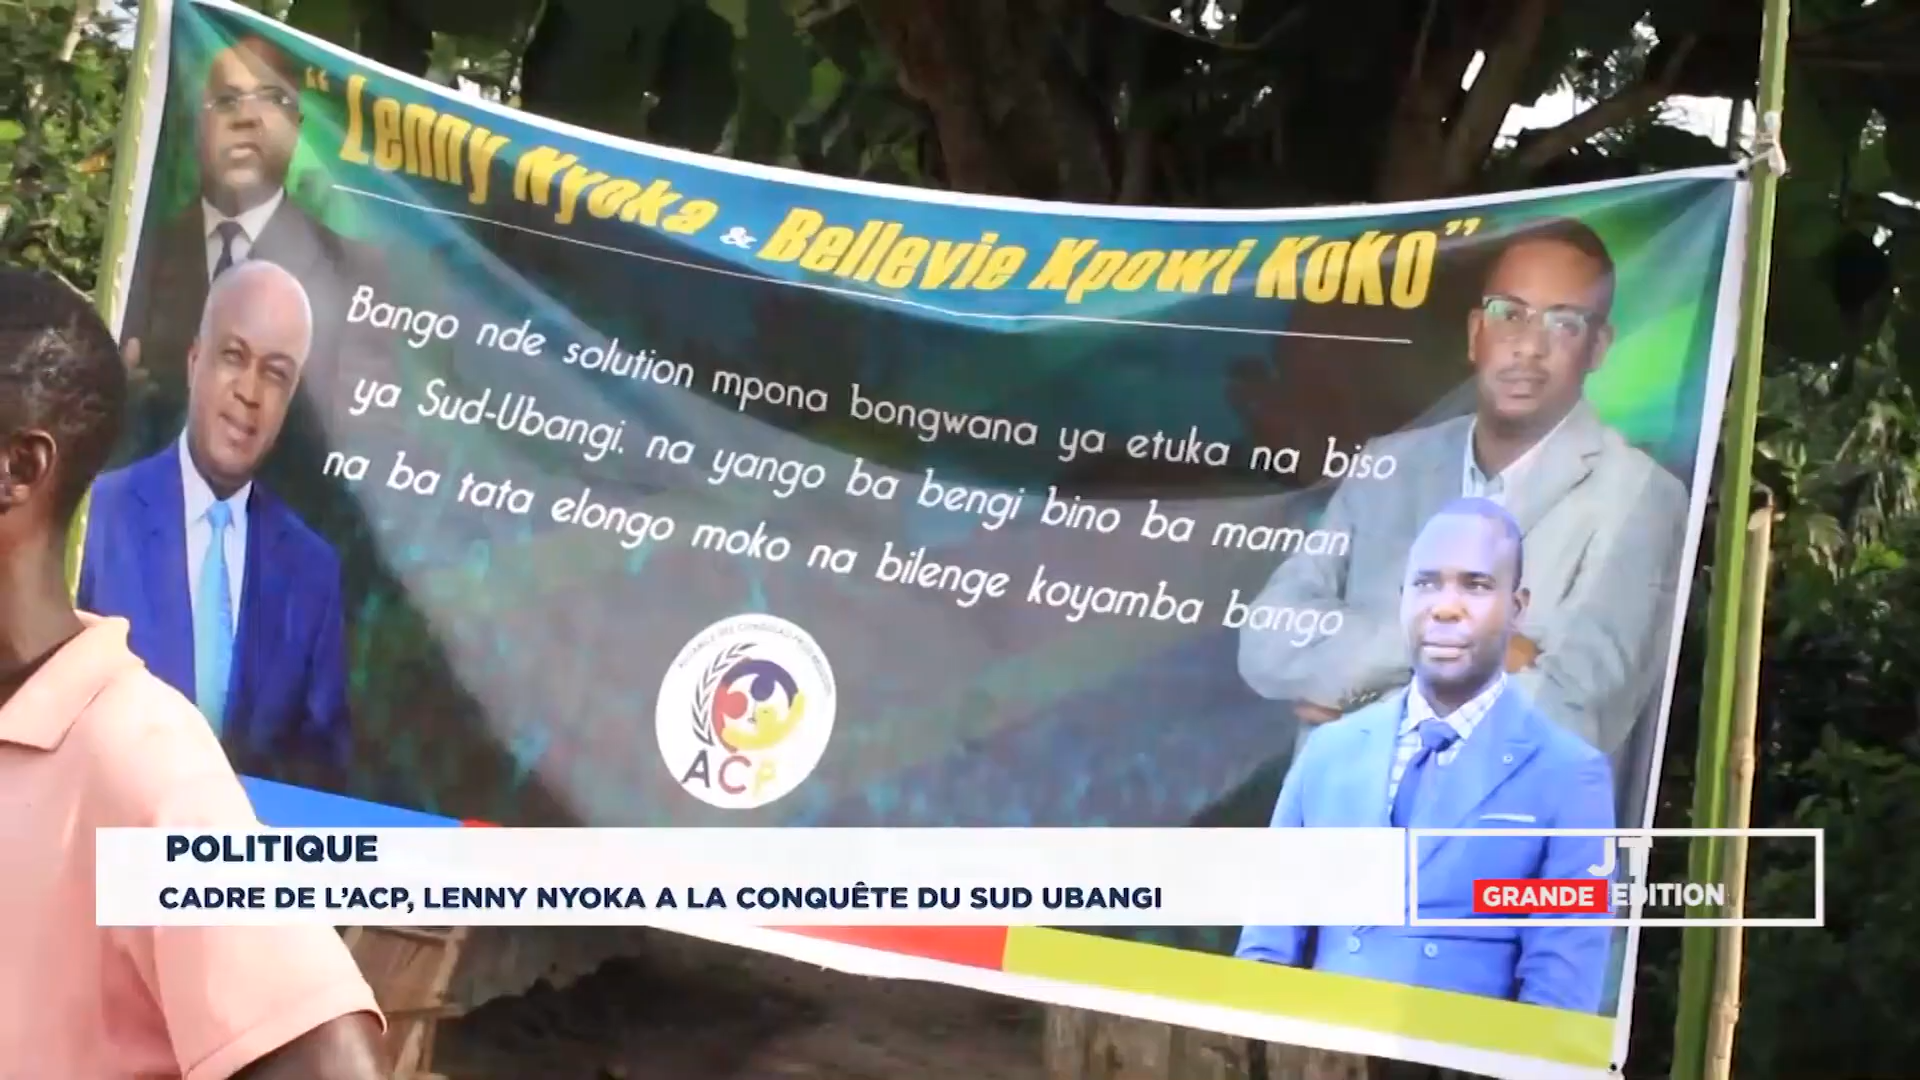 “Lenny Nyoka & Bellevie Kpowi KOKO”
Bango nde solution mpona bongwana ya etuka na biso
ya Sud-Ubangi. na yango ba bengi bino ba maman
na ba tata elongo moko na bilenge koyamba bango
ACP
POLITIQUE
CADRE DE L’ACP, LENNY NYOKA A LA CONQUÊTE DU SUD UBANGI
JT
GRANDE EDITION